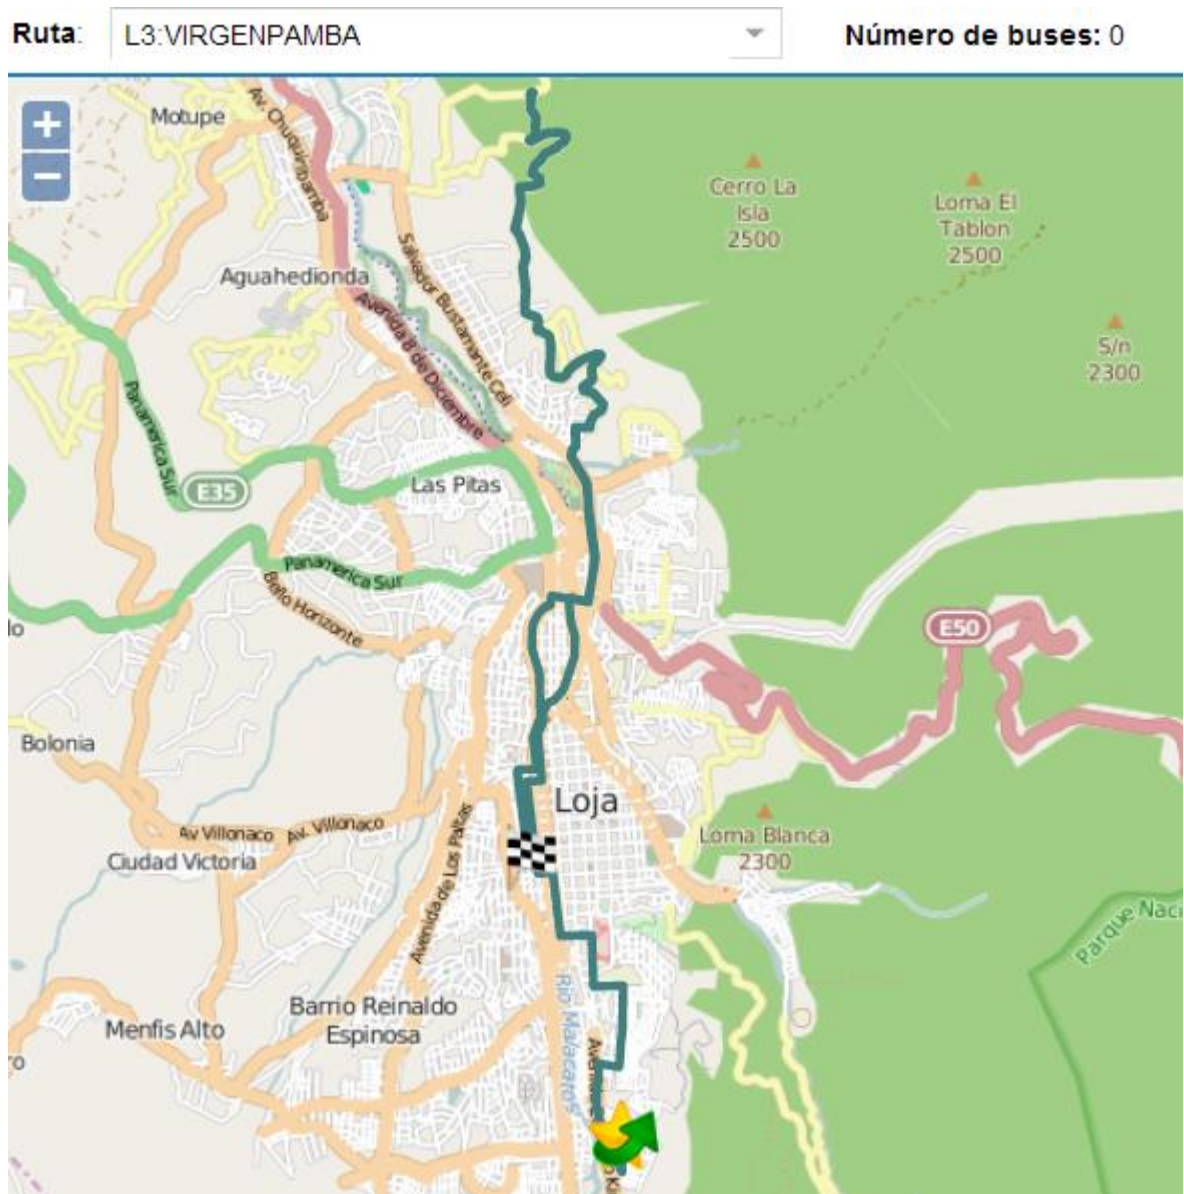 Ruta: L3:VIRGENPAMBA Número de buses: 0
+
−
Motupe
Av. Chuquiribamba
Cerro La
Isla
2500
Loma El
Tablon
2500
Salvador Bustamante Celi
Aguahedionda
Avenida 8 de Diciembre
S/n
2300
Panamerica Sur
E35
Las Pitas
Panamerica Sur
Bello Horizonte
lo
E50
Bolonia
Loja
Av Villonaco
Av. Villonaco
Ciudad Victoria
Avenida de Los Paltas
Loma Blanca
2300
Parque Naci
Barrio Reinaldo
Espinosa
Menfis Alto
Río Malacatos
ro